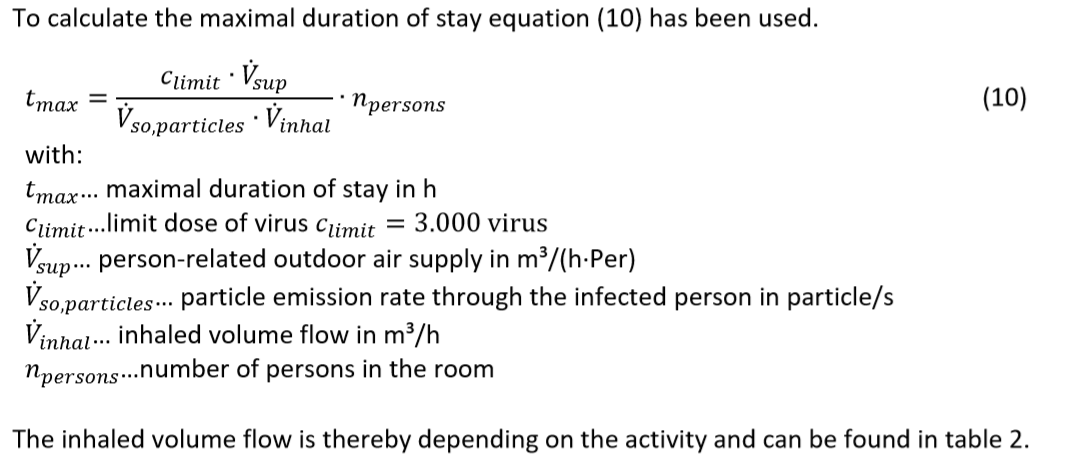 To calculate the maximal duration of stay equation (10) has been used.
t_max = (c_limit · V̇_sup) / (V̇_so,particles · V̇_inhal) · n_persons (10)
with:
t_max... maximal duration of stay in h
c_limit...limit dose of virus c_limit = 3.000 virus
V̇_sup... person-related outdoor air supply in m³/(h·Per)
V̇_so,particles... particle emission rate through the infected person in particle/s
V̇_inhal... inhaled volume flow in m³/h
n_persons...number of persons in the room
The inhaled volume flow is thereby depending on the activity and can be found in table 2.